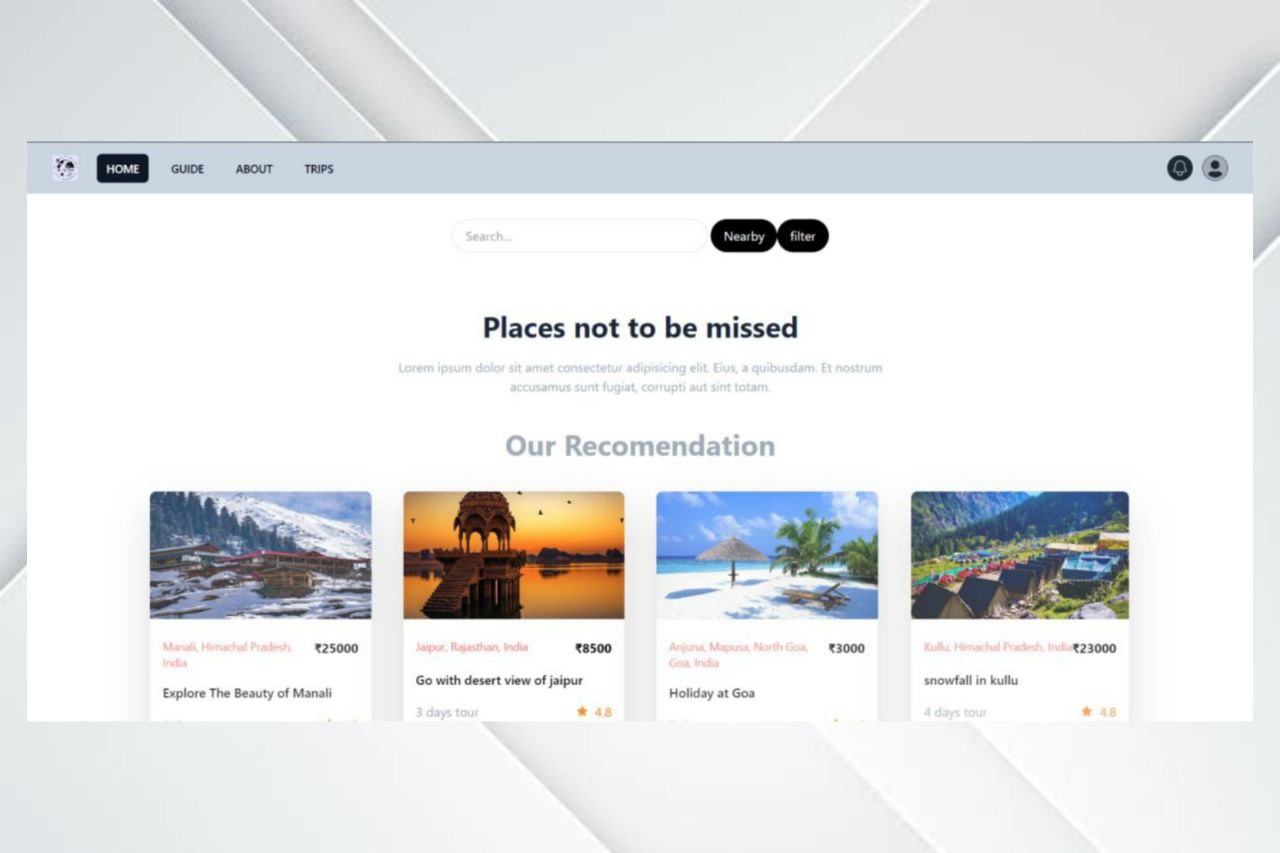 HOME GUIDE ABOUT TRIPS
Search... Nearby filter
Places not to be missed
Lorem ipsum dolor sit amet consectetur adipisicing elit. Eius, a quibusdam. Et nostrum
accusamus sunt fugiat, corrupti aut sint totam.
Our Recomendation
Manali, Himachal Pradesh,
India
₹25000
Explore The Beauty of Manali
Jaipur, Rajasthan, India ₹8500
Go with desert view of jaipur
3 days tour ★ 4.8
Anjuna, Mapusa, North Goa,
Goa, India
₹3000
Holiday at Goa
Kullu, Himachal Pradesh, India ₹23000
snowfall in kullu
4 days tour ★ 4.8